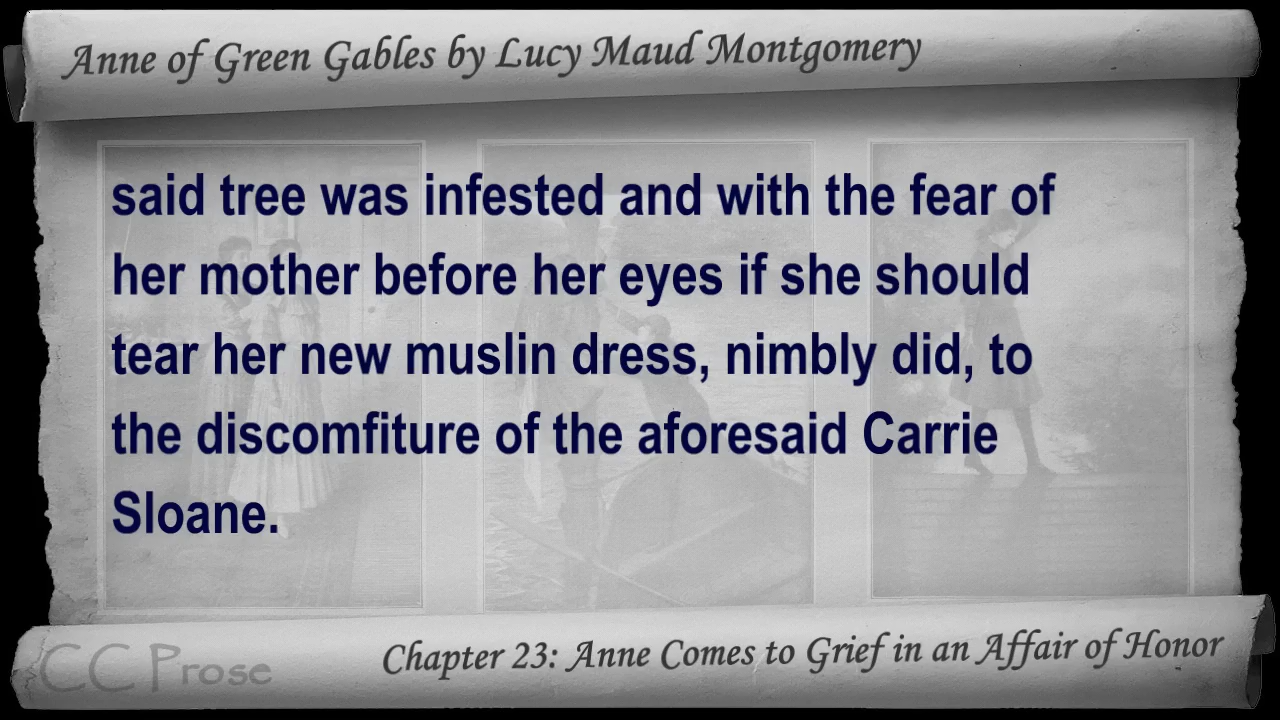 Anne of Green Gables by Lucy Maud Montgomery
said tree was infested and with the fear of
her mother before her eyes if she should
tear her new muslin dress, nimbly did, to
the discomfiture of the aforesaid Carrie
Sloane.
CC Prose
Chapter 23: Anne Comes to Grief in an Affair of Honor